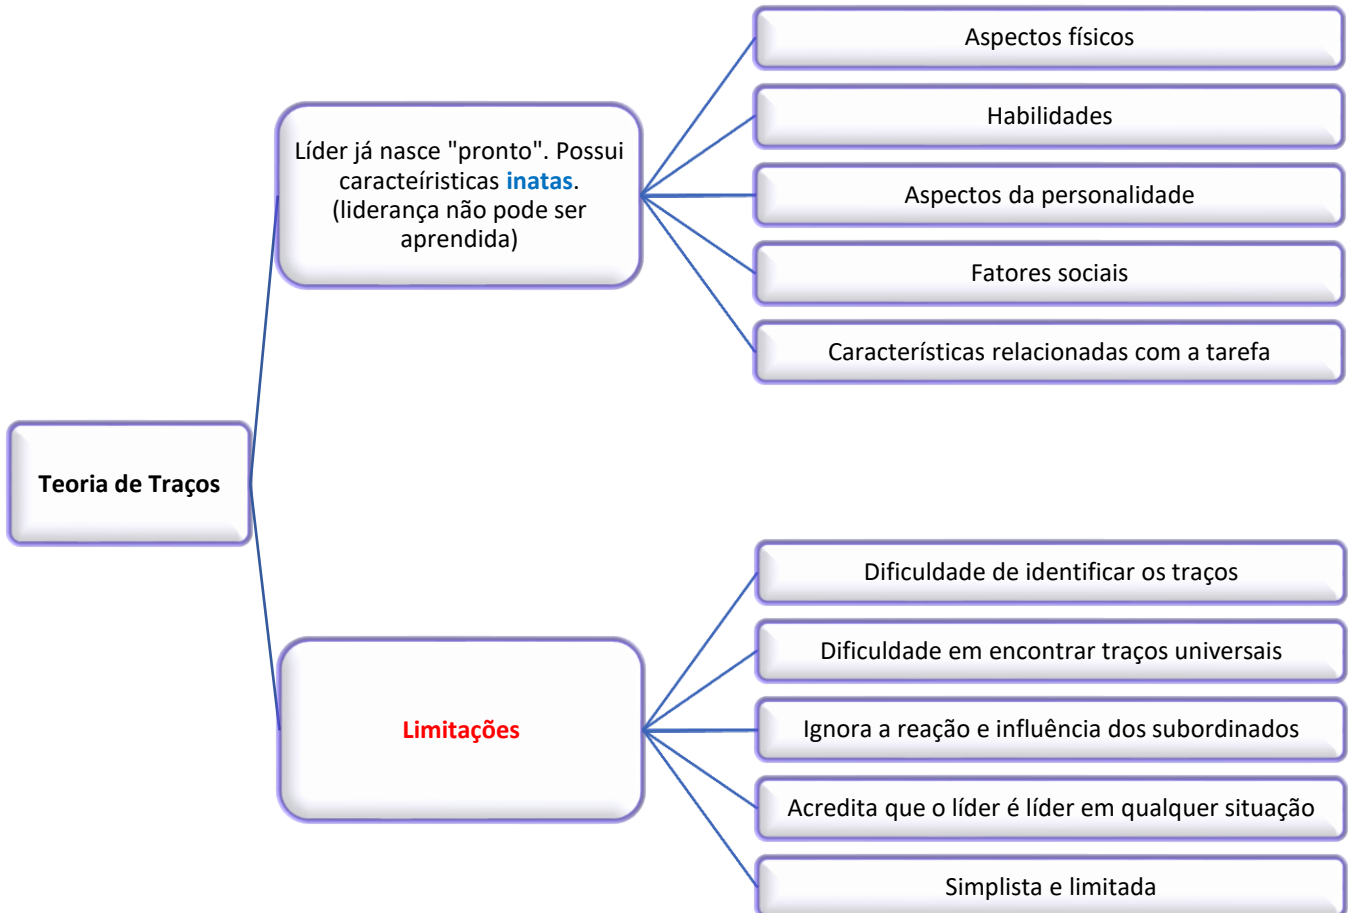 Aspectos físicos
Habilidades
Líder já nasce "pronto". Possui
caracteíristicas inatas.
(liderança não pode ser
aprendida)
Aspectos da personalidade
Fatores sociais
Características relacionadas com a tarefa
Teoria de Traços
Dificuldade de identificar os traços
Dificuldade em encontrar traços universais
Limitações
Ignora a reação e influência dos subordinados
Acredita que o líder é líder em qualquer situação
Simplista e limitada